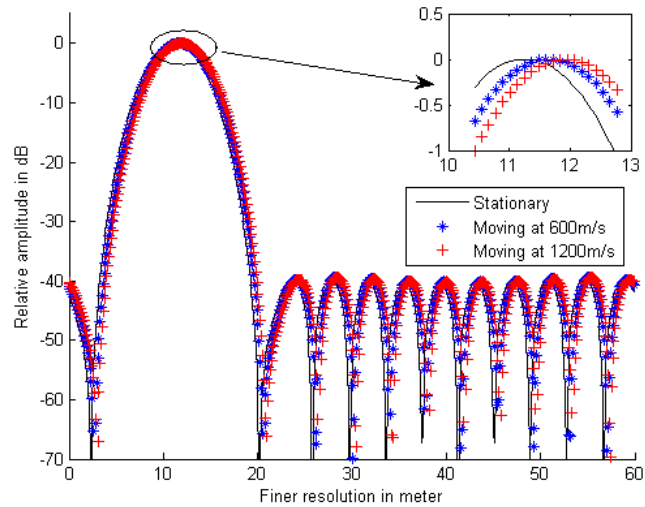 0.5
0
-0.5
-1
10 11 12 13
0
-10
-20
-30
-40
-50
-60
-70
0 10 20 30 40 50 60
Relative amplitude in dB
Finer resolution in meter
Stationary
Moving at 600m/s
Moving at 1200m/s